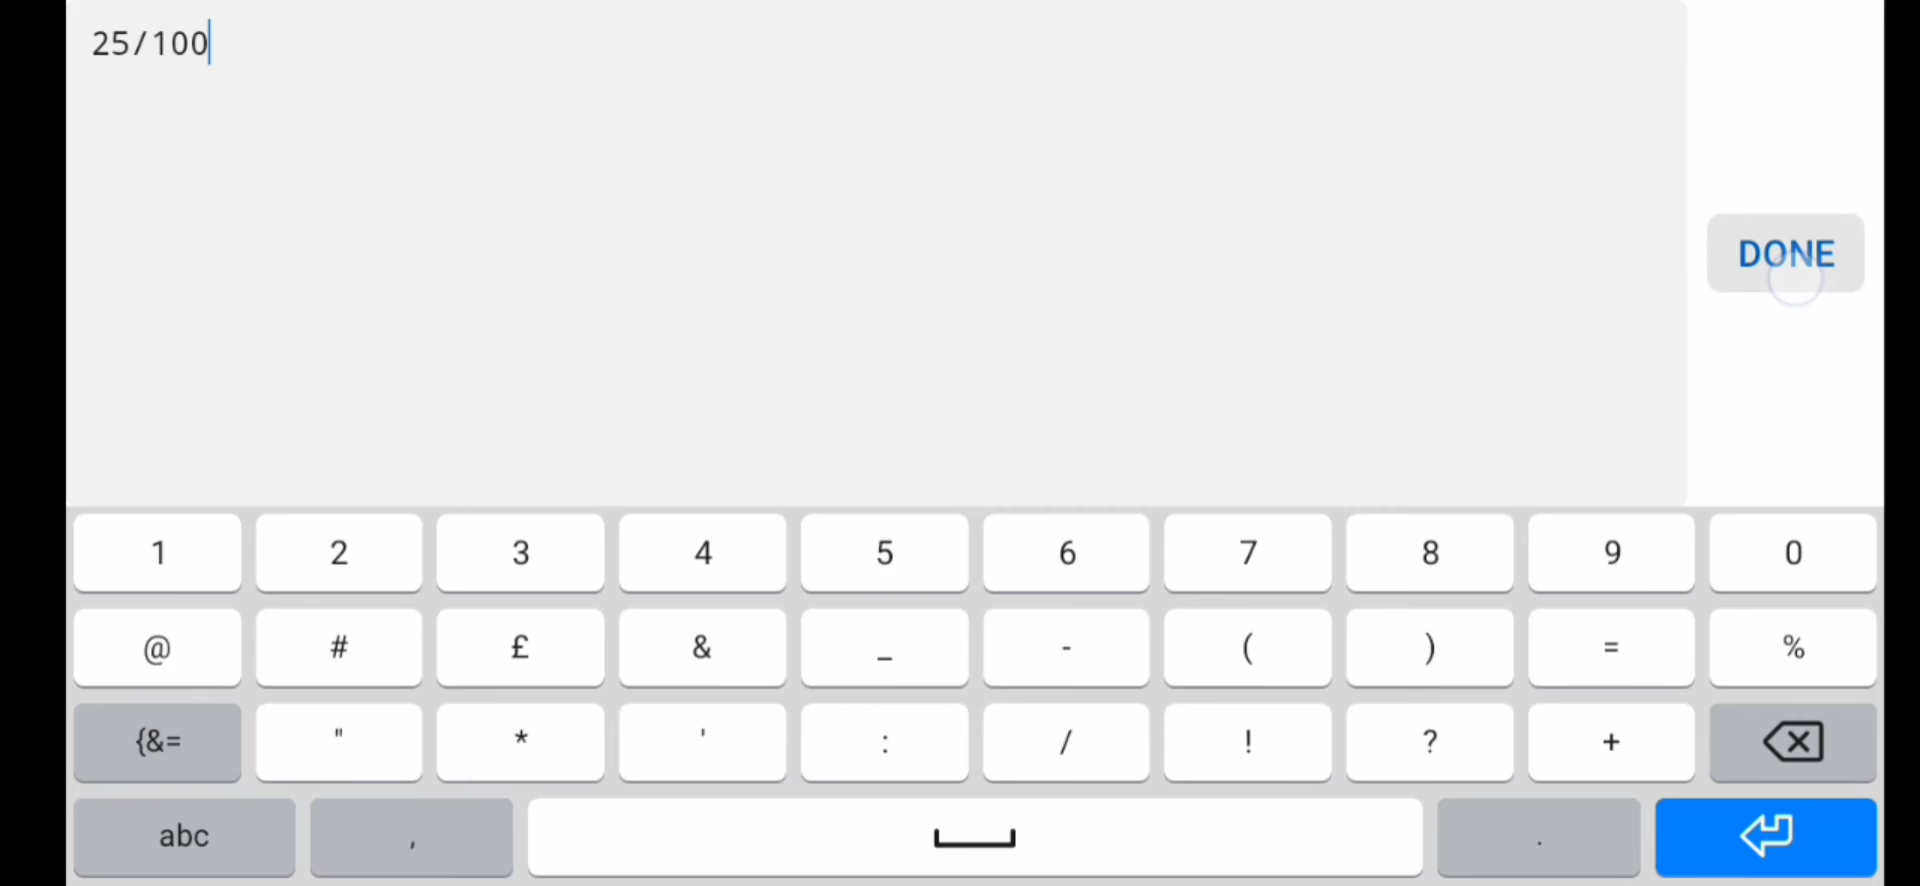 25/100
DONE
1 2 3 4 5 6 7 8 9 0
@ # £ & _ - ( ) = %
{&= " * ' : / ! ? +
abc , .